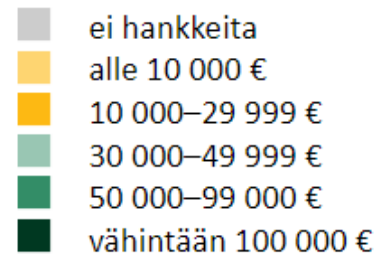 ei hankkeita
alle 10 000 €
10 000–29 999 €
30 000–49 999 €
50 000–99 000 €
vähintään 100 000 €